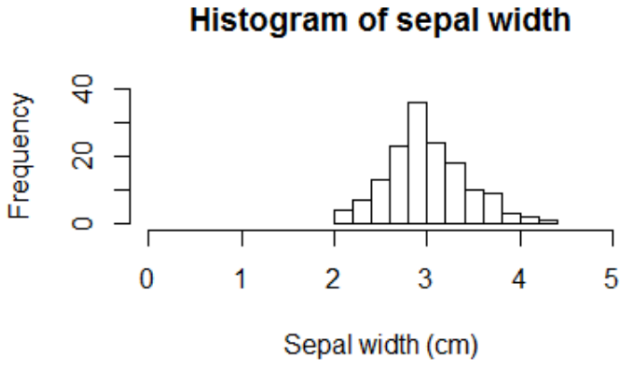 Histogram of sepal width
Frequency
40
20
0
0 1 2 3 4 5
Sepal width (cm)